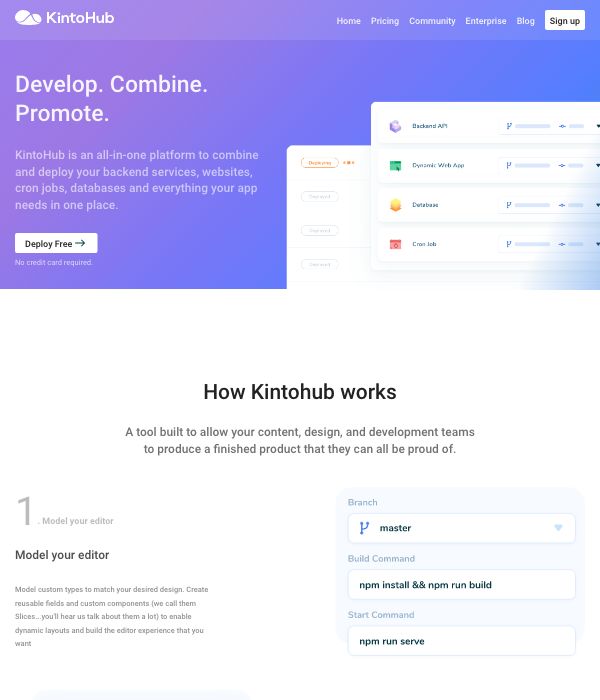 KintoHub
Home Pricing Community Enterprise Blog Sign up
Develop. Combine.
Promote.
KintoHub is an all-in-one platform to combine
and deploy your backend services, websites,
cron jobs, databases and everything your app
needs in one place.
Deploy Free
No credit card required.
Backend API
Deploying
Dynamic Web App
Deployed
Database
Deployed
Cron Job
Deployed
How Kintohub works
A tool built to allow your content, design, and development teams
to produce a finished product that they can all be proud of.
1. Model your editor
Model your editor
Model custom types to match your desired design. Create
reusable fields and custom components (we call them
Slices…you'll hear us talk about them a lot) to enable
dynamic layouts and build the editor experience that you
want
Branch
master
Build Command
npm install && npm run build
Start Command
npm run serve